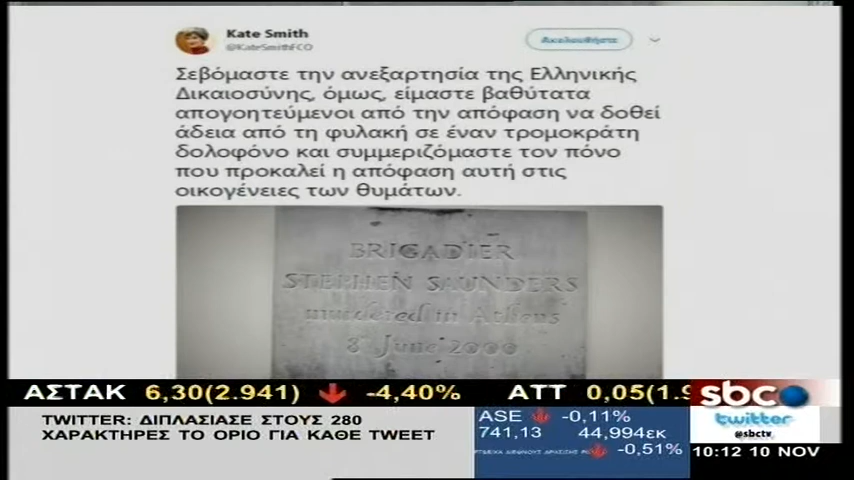 Kate Smith
@KateSmithFCO
Ακολουθήστε
Σεβόμαστε την ανεξαρτησία της Ελληνικής
Δικαιοσύνης, όμως, είμαστε βαθύτατα
απογοητεύμενοι από την απόφαση να δοθεί
άδεια από τη φυλακή σε έναν τρομοκράτη
δολοφόνο και συμμεριζόμαστε τον πόνο
που προκαλεί η απόφαση αυτή στις
οικογένειες των θυμάτων.
BRIGADIER
STEPHEN SAUNDERS
murdered in Athens
8 June 2000
ΑΣΤΑΚ 6,30(2.941) -4,40% ΑΤΤ 0,05(1.9
sbc
TWITTER: ΔΙΠΛΑΣΙΑΣΕ ΣΤΟΥΣ 280
ΧΑΡΑΚΤΗΡΕΣ ΤΟ ΟΡΙΟ ΓΙΑ ΚΑΘΕ TWEET
ASE -0,11%
741,13 44,994εκ
-0,51%
twitter
@sbctv
10:12 10 NOV